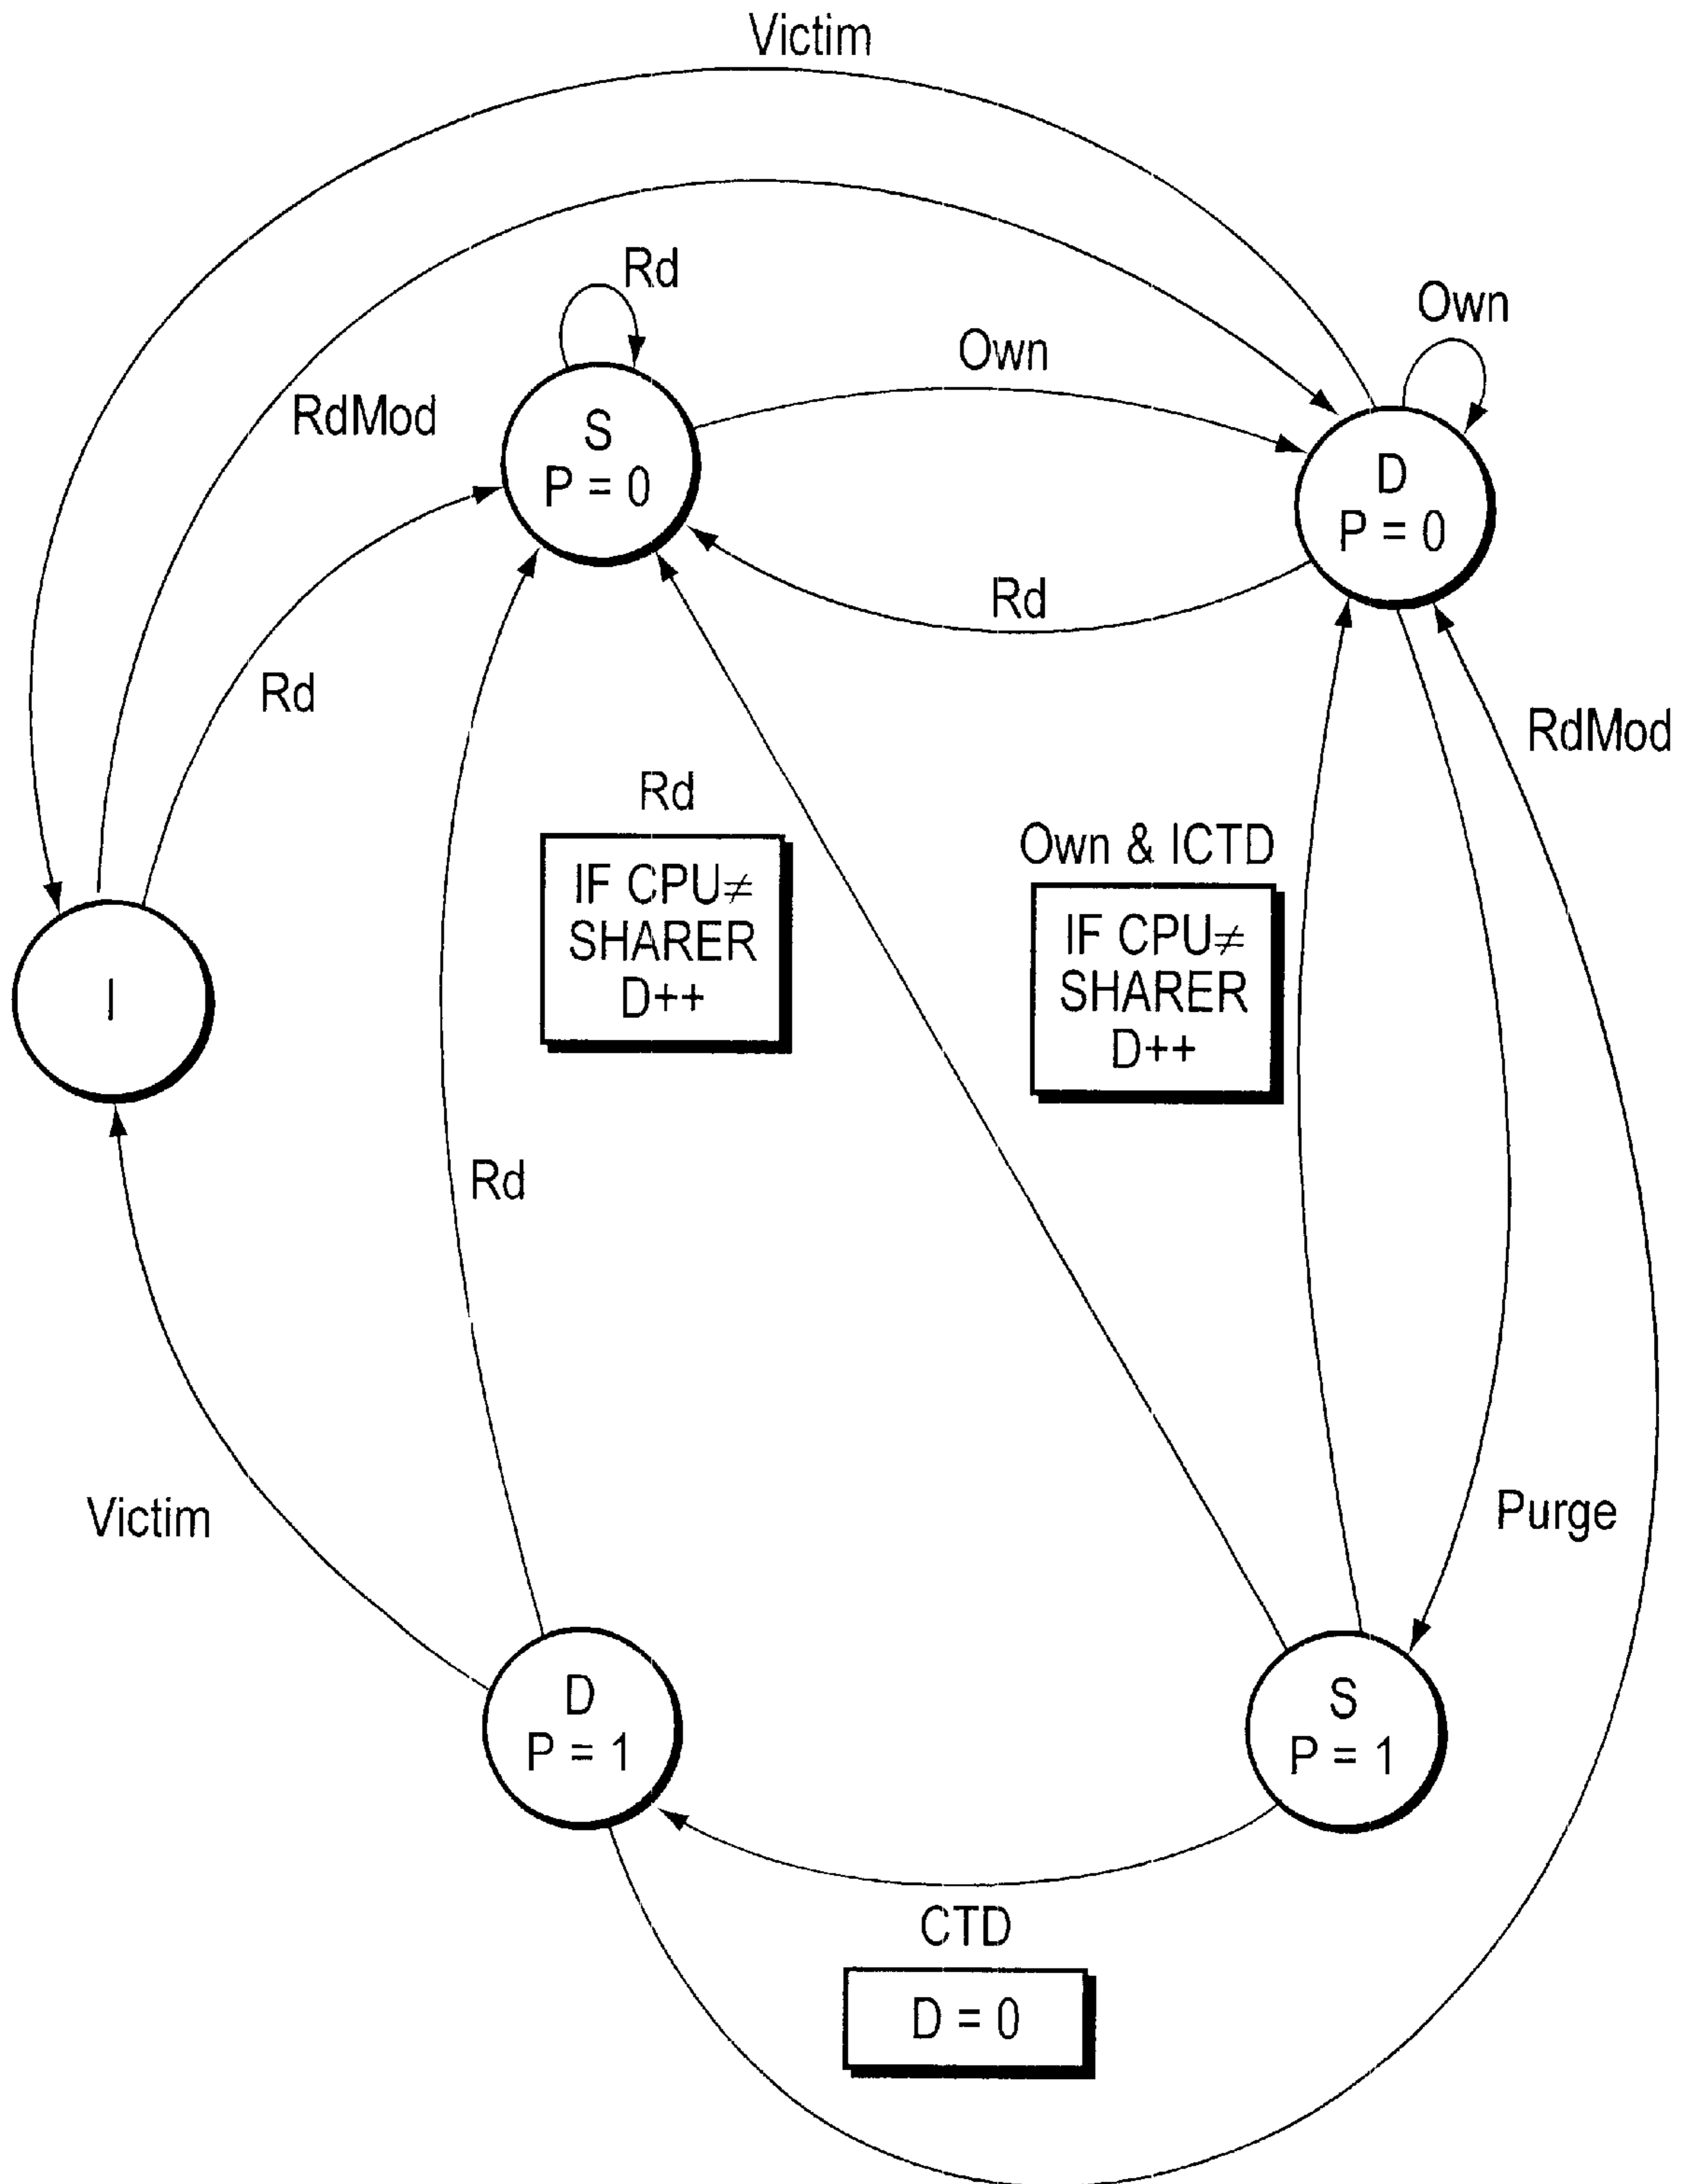 Victim
Rd
Own
Own
RdMod
S
P = 0
D
P = 0
Rd
Rd
RdMod
Rd
IF CPU≠
SHARER
D++
Own & ICTD
IF CPU≠
SHARER
D++
I
Rd
Victim
Purge
D
P = 1
S
P = 1
CTD
D = 0